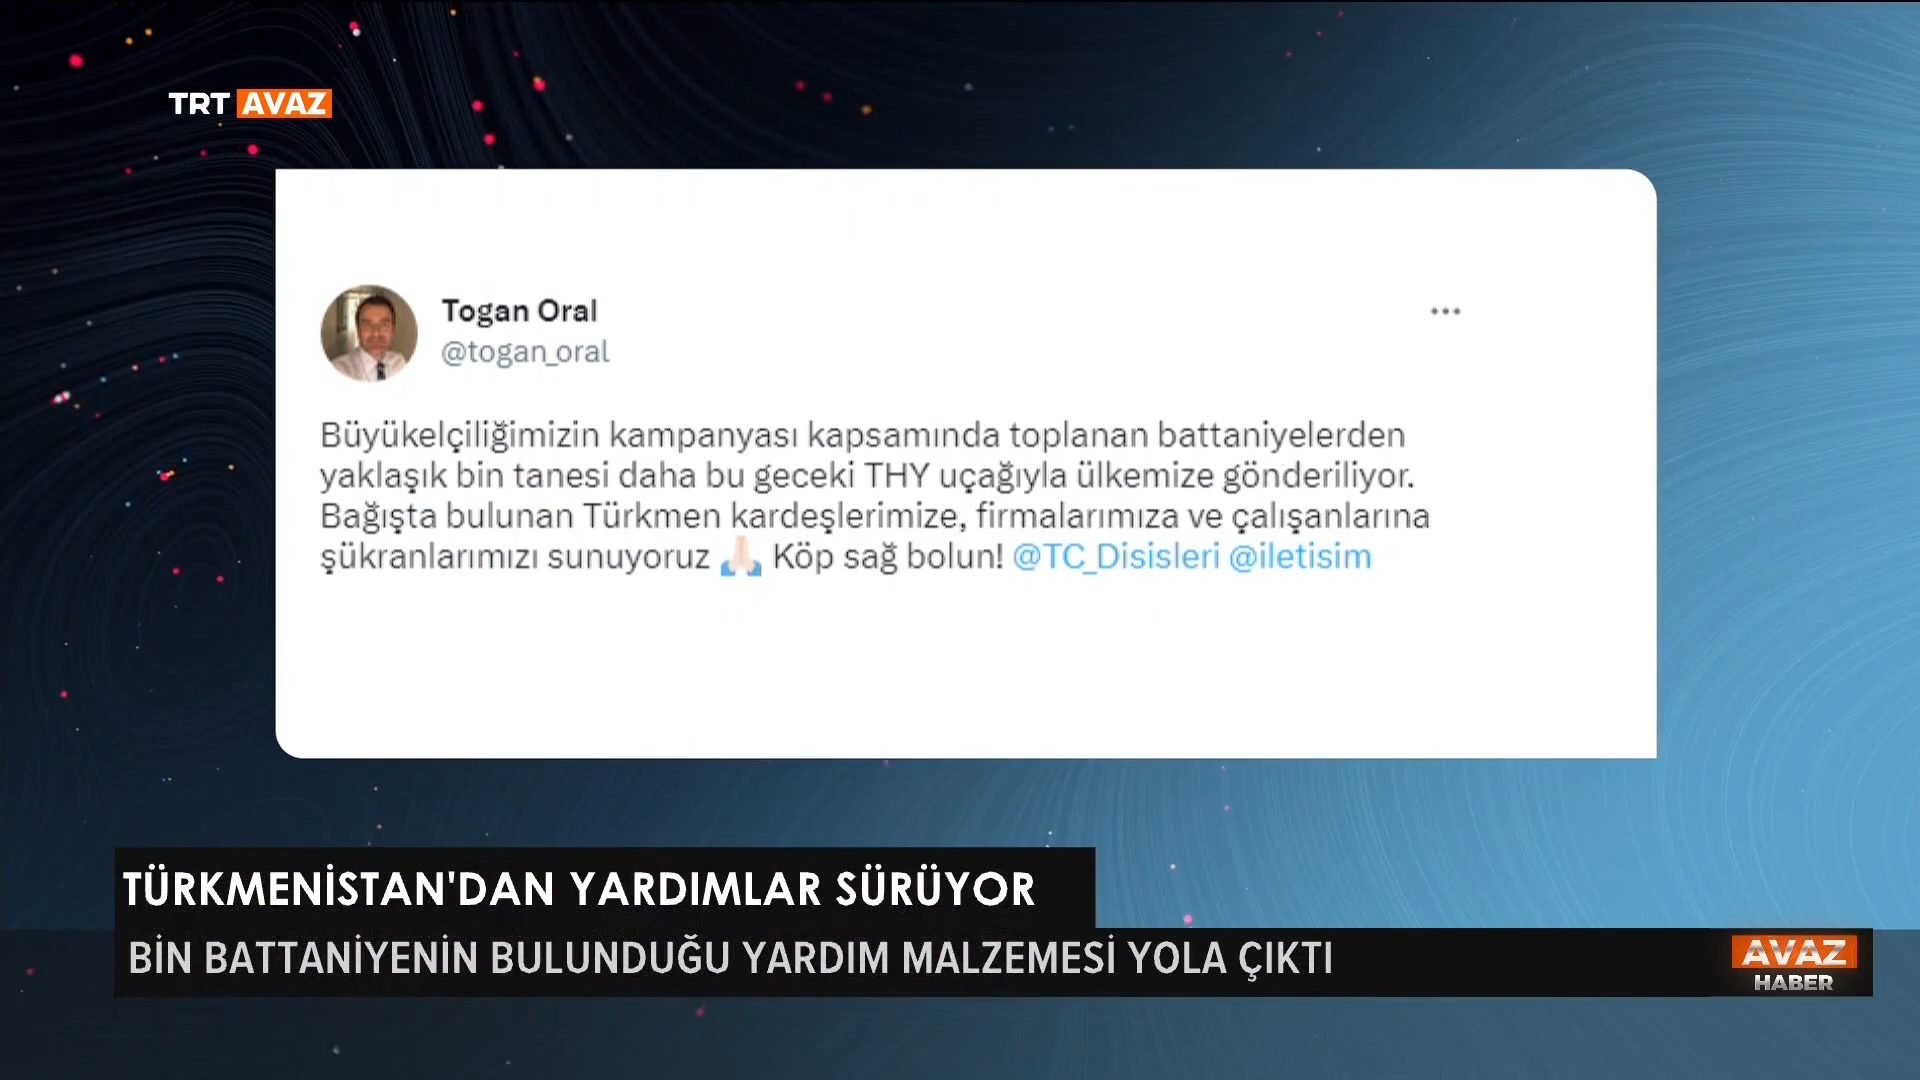 TRT AVAZ
Togan Oral
@togan_oral
Büyükelçiliğimizin kampanyası kapsamında toplanan battaniyelerden
yaklaşık bin tanesi daha bu geceki THY uçağıyla ülkemize gönderiliyor.
Bağışta bulunan Türkmen kardeşlerimize, firmalarımıza ve çalışanlarına
şükranlarımızı sunuyoruz 🙏🏻 Köp sağ bolun! @TC_Disisleri @iletisim
TÜRKMENİSTAN'DAN YARDIMLAR SÜRÜYOR
BİN BATTANİYENİN BULUNDUĞU YARDIM MALZEMESİ YOLA ÇIKTI
AVAZ
HABER